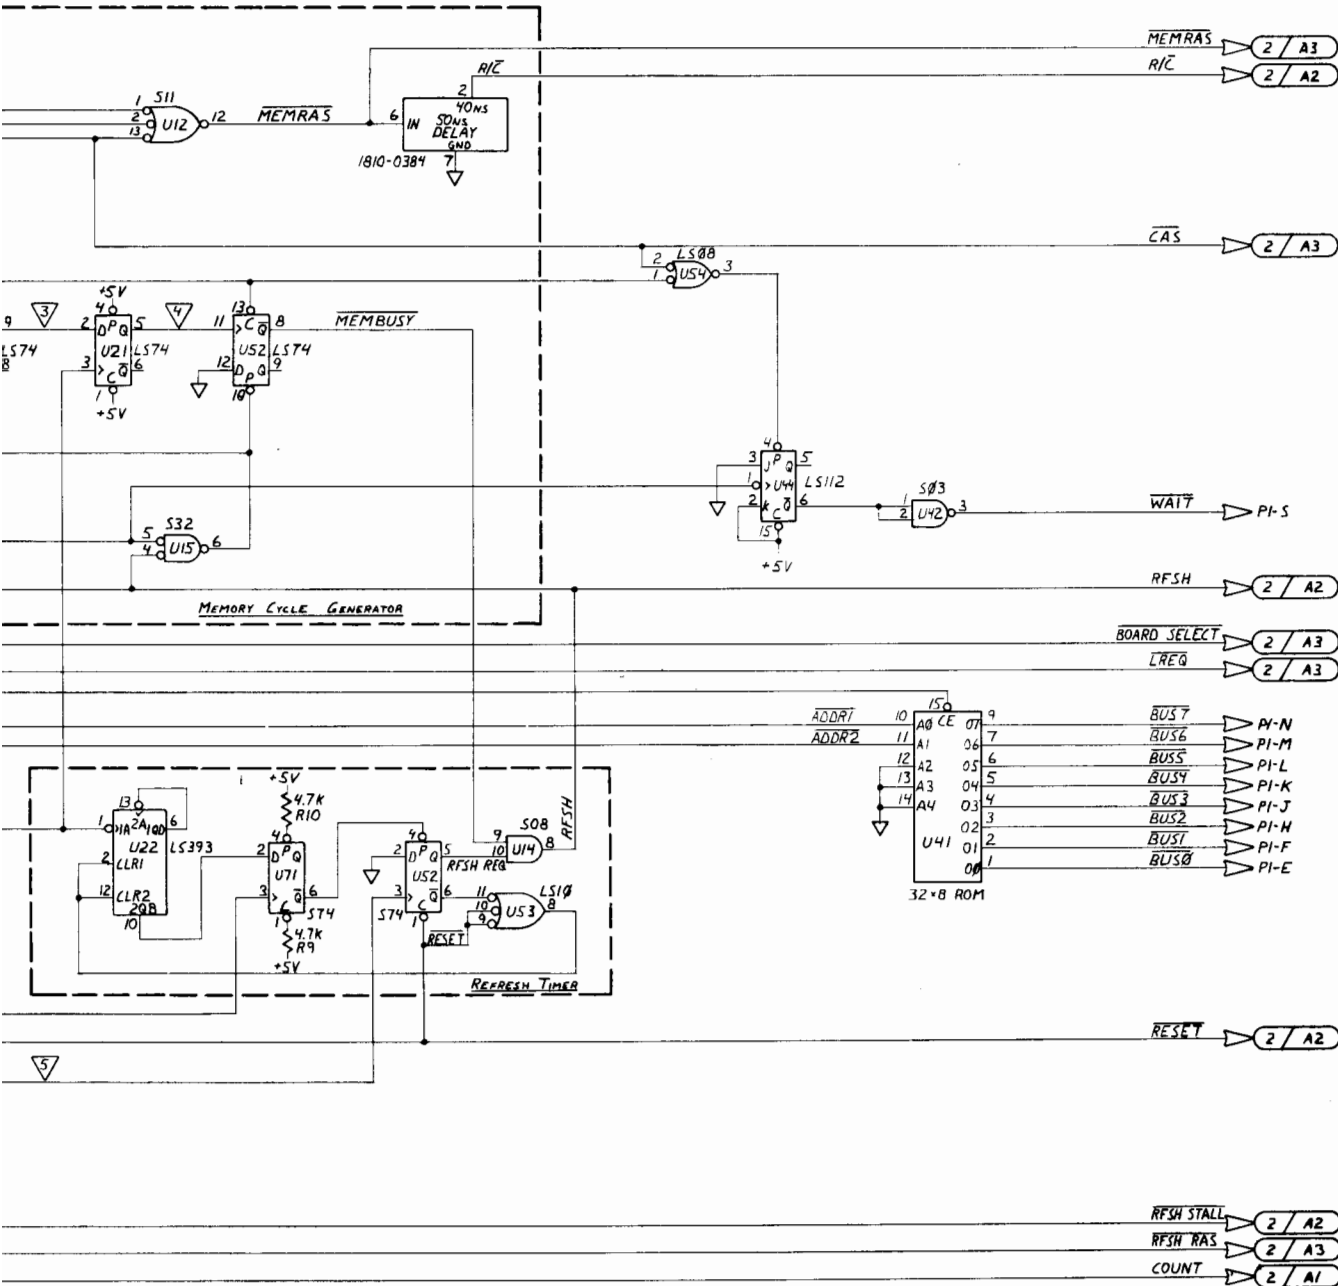 MEMRAS
2 / A3
R/C
2 / A2
S11
1
2
13
U12
12
MEMRAS
6
IN
2
40NS
50NS
DELAY
GND
1810-0384
7
CAS
2 / A3
LS08
2
1
U54
3
9
3
+5V
4
2
D P Q
5
4
LS74
8
U21
LS74
3
> C Q
6
1
+5V
13
11
> C Q
8
MEMBUSY
U52
LS74
12
D P Q
9
10
4
3
J P Q
5
1
> U44
LS112
2
K C Q
6
15
+5V
S03
1
2
U42
3
WAIT
P1-S
S32
5
4
U15
6
RFSH
2 / A2
MEMORY CYCLE GENERATOR
BOARD SELECT
2 / A3
LREQ
2 / A3
15
ADDR1
10
A0 CE 07
9
BUS7
P1-N
ADDR2
11
A1 06
7
BUS6
P1-M
12
A2 05
6
BUS5
P1-L
13
A3 04
5
BUS4
P1-K
14
A4 03
4
BUS3
P1-J
02
3
BUS2
P1-H
U41
01
2
BUS1
P1-F
00
1
BUS0
P1-E
32×8 ROM
+5V
4.7K
R10
13
1
>1A 2A 1QD
6
U22
LS393
2
CLR1
12
CLR2
2QB
10
4
2
D P Q
5
U71
3
> C Q
6
S74
1
4.7K
R9
+5V
4
2
D P Q
5
RFSH REQ
U52
3
> C Q
6
S74
1
RESET
S08
9
10
U14
8
RFSH
LS10
11
10
9
U53
8
REFRESH TIMER
RESET
2 / A2
5
RFSH STALL
2 / A2
RFSH RAS
2 / A3
COUNT
2 / A1